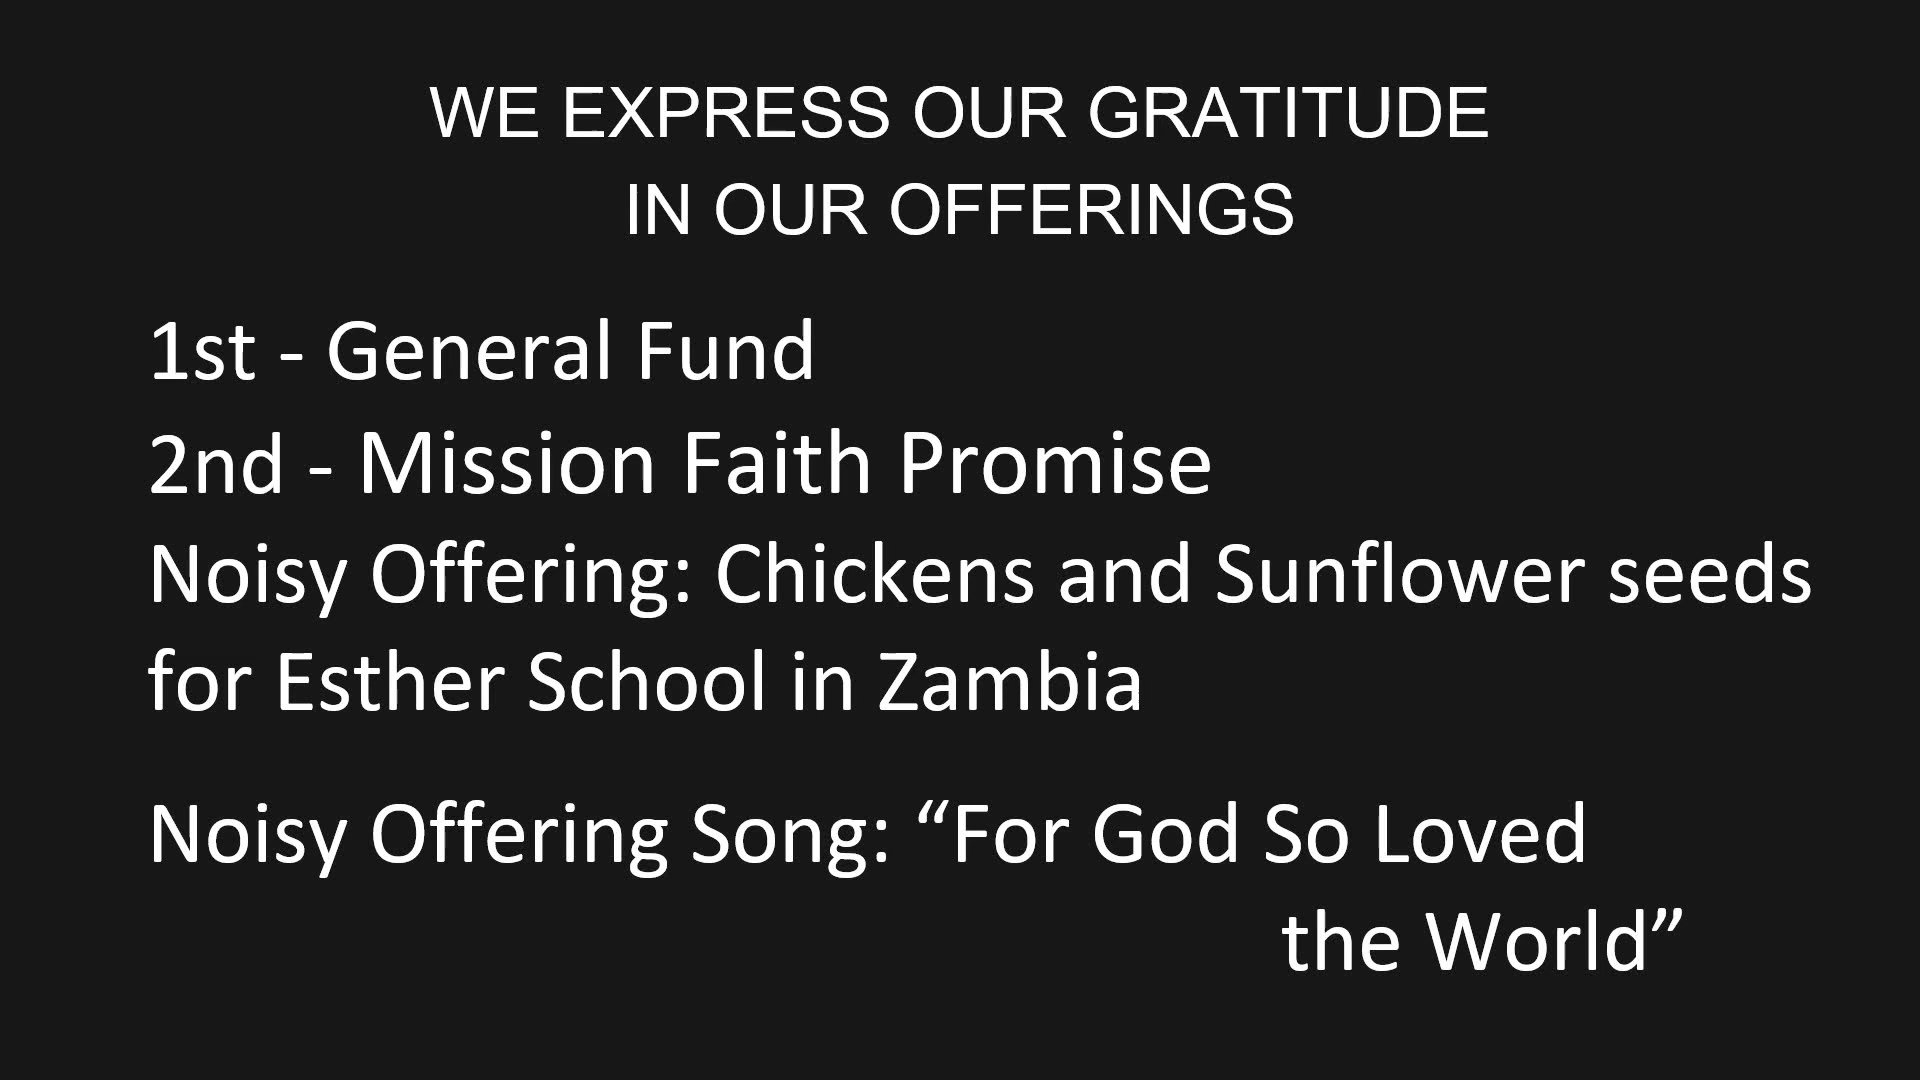 WE EXPRESS OUR GRATITUDE
IN OUR OFFERINGS
1st - General Fund
2nd - Mission Faith Promise
Noisy Offering: Chickens and Sunflower seeds
for Esther School in Zambia
Noisy Offering Song: “For God So Loved
the World”